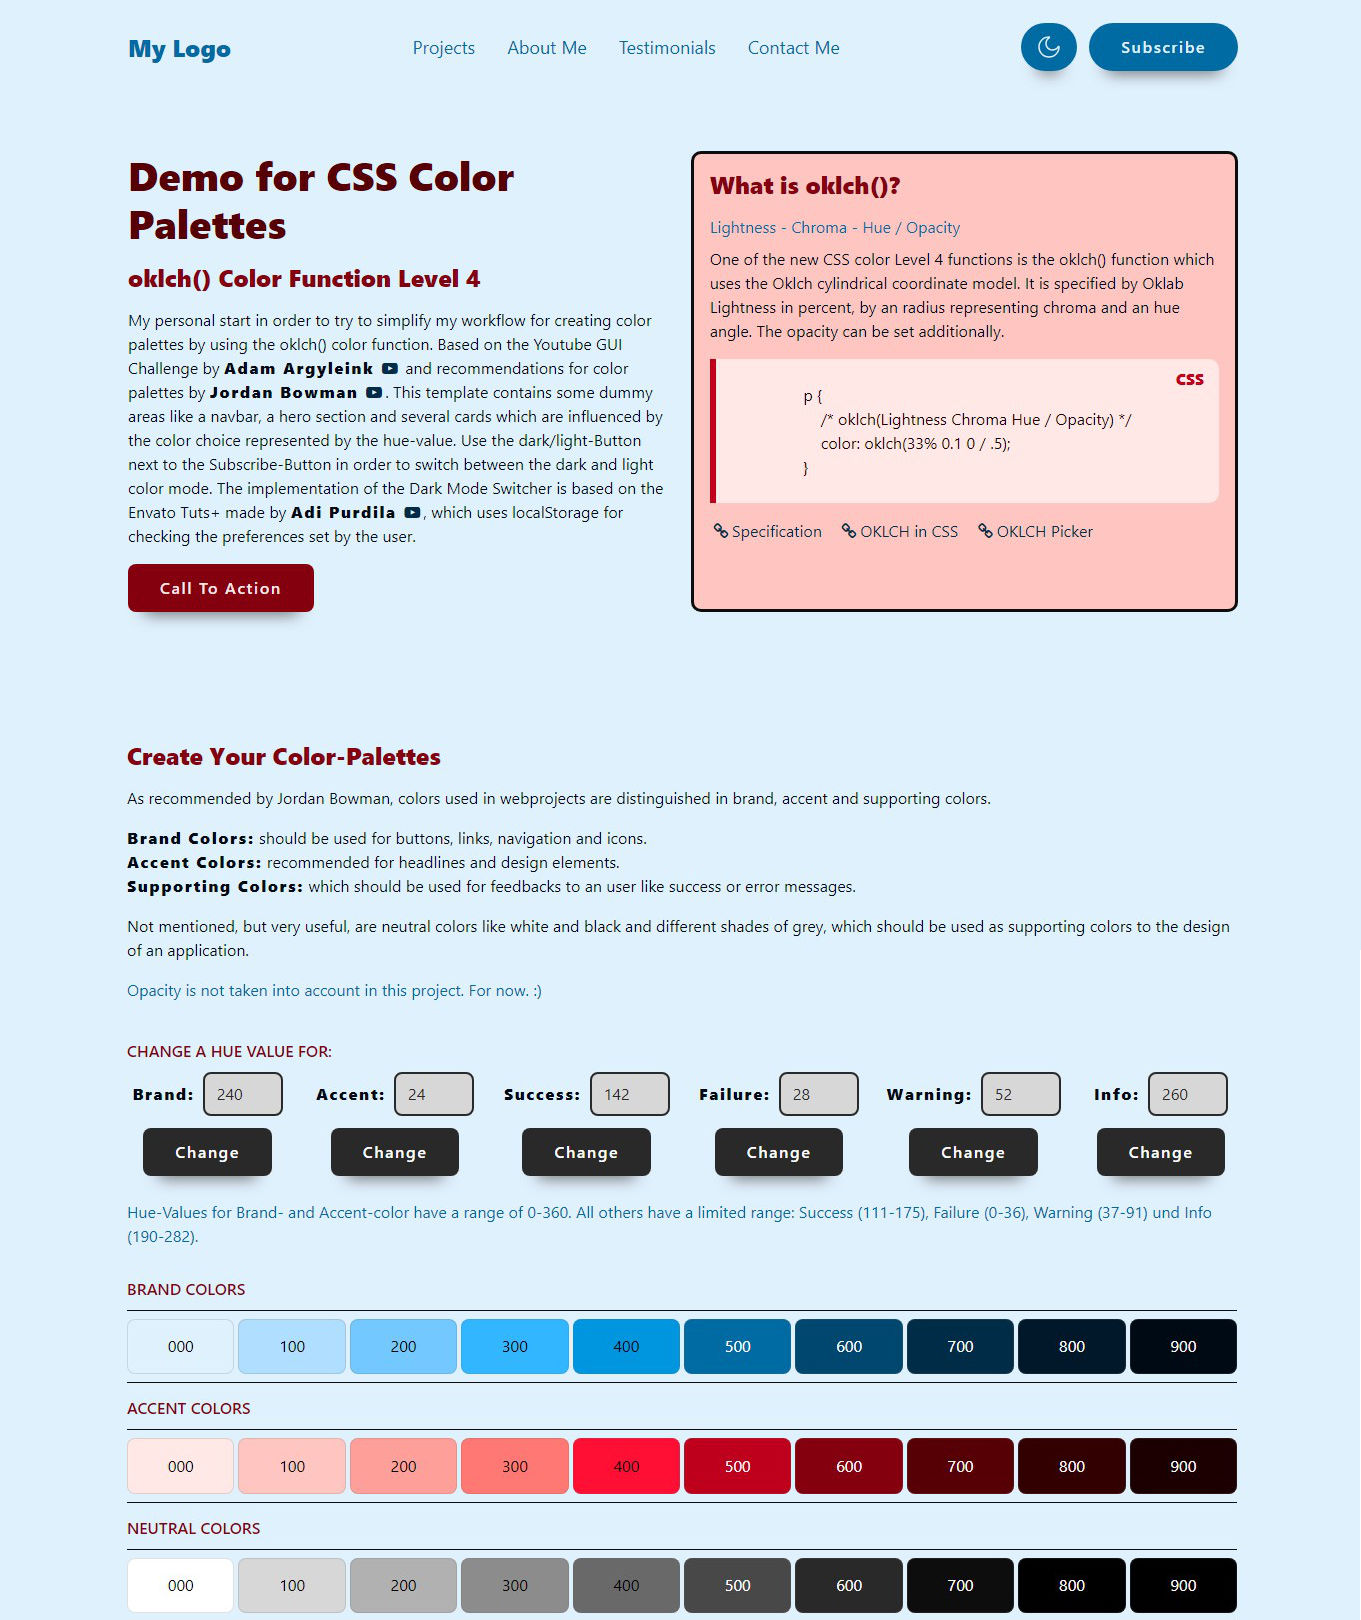 My Logo
Projects
About Me
Testimonials
Contact Me
Subscribe
Demo for CSS Color
Palettes
oklch() Color Function Level 4
My personal start in order to try to simplify my workflow for creating color
palettes by using the oklch() color function. Based on the Youtube GUI
Challenge by Adam Argyleink and recommendations for color
palettes by Jordan Bowman . This template contains some dummy
areas like a navbar, a hero section and several cards which are influenced by
the color choice represented by the hue-value. Use the dark/light-Button
next to the Subscribe-Button in order to switch between the dark and light
color mode. The implementation of the Dark Mode Switcher is based on the
Envato Tuts+ made by Adi Purdila , which uses localStorage for
checking the preferences set by the user.
Call To Action
What is oklch()?
Lightness - Chroma - Hue / Opacity
One of the new CSS color Level 4 functions is the oklch() function which
uses the Oklch cylindrical coordinate model. It is specified by Oklab
Lightness in percent, by an radius representing chroma and an hue
angle. The opacity can be set additionally.
CSS
p {
/* oklch(Lightness Chroma Hue / Opacity) */
color: oklch(33% 0.1 0 / .5);
}
Specification
OKLCH in CSS
OKLCH Picker
Create Your Color-Palettes
As recommended by Jordan Bowman, colors used in webprojects are distinguished in brand, accent and supporting colors.
Brand Colors: should be used for buttons, links, navigation and icons.
Accent Colors: recommended for headlines and design elements.
Supporting Colors: which should be used for feedbacks to an user like success or error messages.
Not mentioned, but very useful, are neutral colors like white and black and different shades of grey, which should be used as supporting colors to the design
of an application.
Opacity is not taken into account in this project. For now. :)
CHANGE A HUE VALUE FOR:
Brand: 240
Accent: 24
Success: 142
Failure: 28
Warning: 52
Info: 260
Change
Change
Change
Change
Change
Change
Hue-Values for Brand- and Accent-color have a range of 0-360. All others have a limited range: Success (111-175), Failure (0-36), Warning (37-91) und Info
(190-282).
BRAND COLORS
000 100 200 300 400 500 600 700 800 900
ACCENT COLORS
000 100 200 300 400 500 600 700 800 900
NEUTRAL COLORS
000 100 200 300 400 500 600 700 800 900